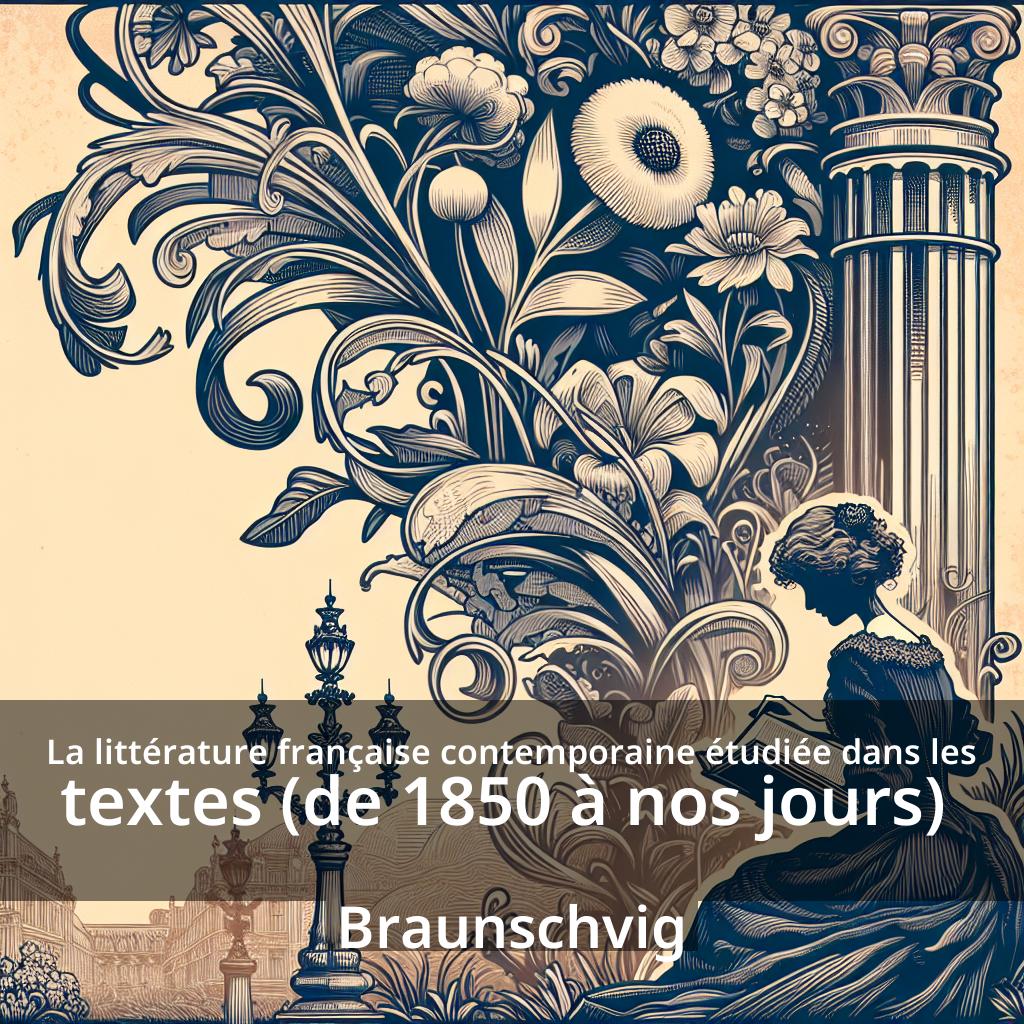 La littérature française contemporaine étudiée dans les
textes (de 1850 à nos jours)
Braunschvig